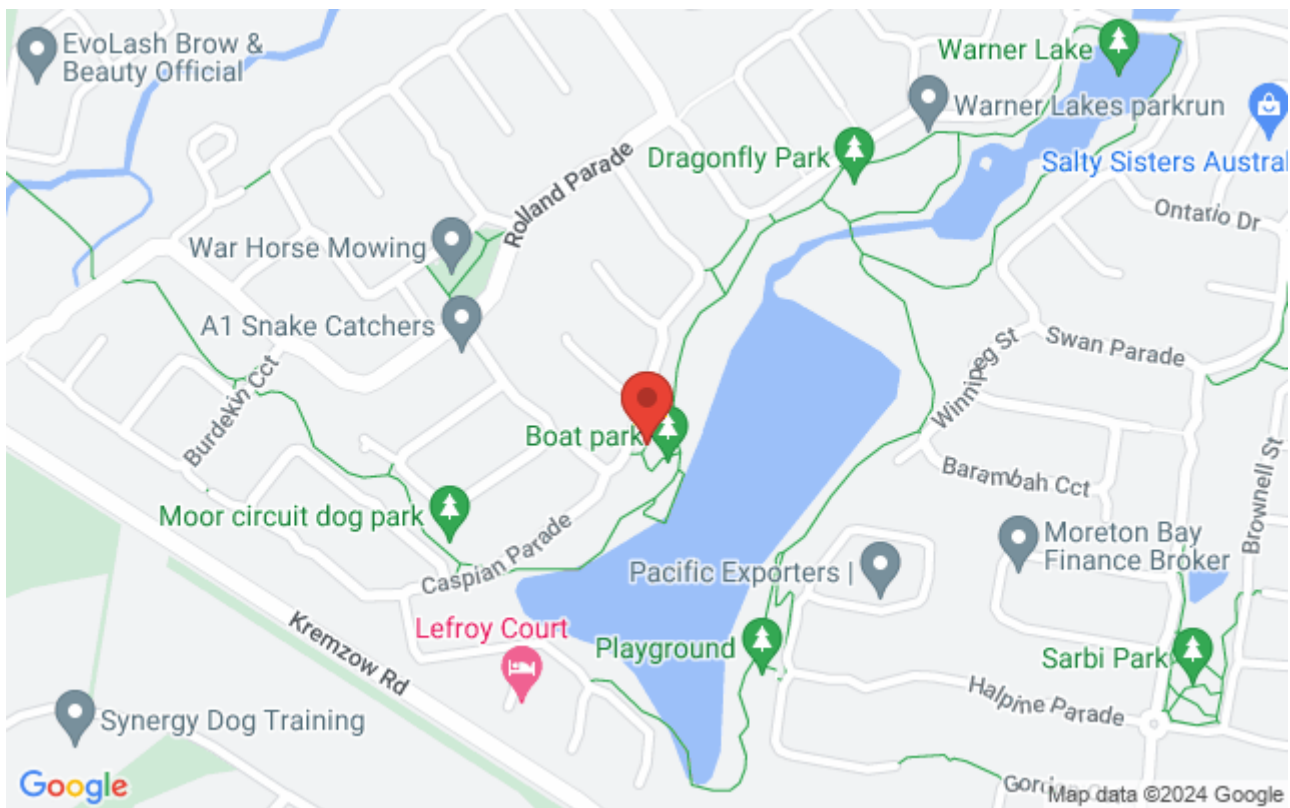 EvoLash Brow &
Beauty Official
Warner Lake
Warner Lakes parkrun
Dragonfly Park
Salty Sisters Austral
Rolland Parade
Ontario Dr
War Horse Mowing
A1 Snake Catchers
Swan Parade
Winnipeg St
Burdekin Cct
Boat park
Barambah Cct
Brownell St
Moor circuit dog park
Caspian Parade
Moreton Bay
Finance Broker
Pacific Exporters |
Lefroy Court
Kremzow Rd
Playground
Sarbi Park
Halpine Parade
Synergy Dog Training
Google
Map data ©2024 Google